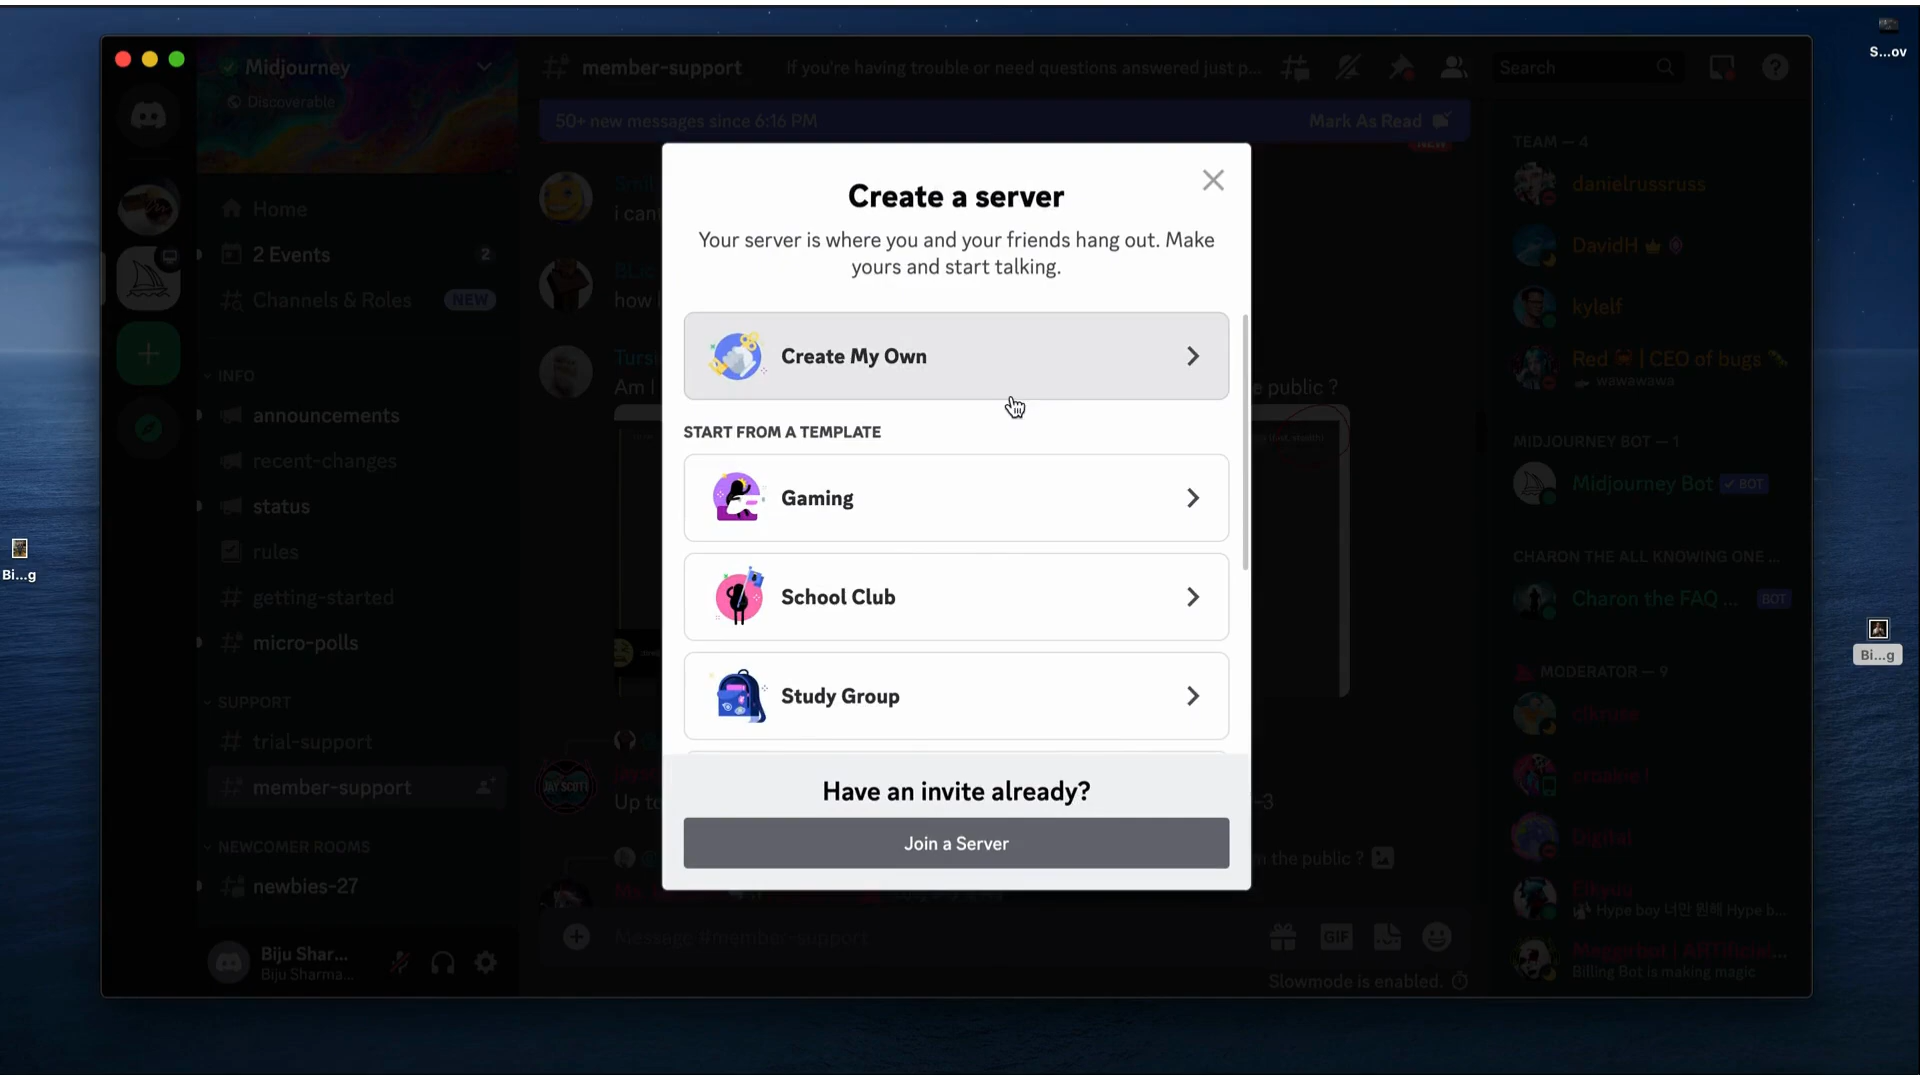 S...ov
Midjourney
Discoverable
Home
2 Events
2
Channels & Roles
NEW
INFO
announcements
recent-changes
status
rules
getting-started
micro-polls
SUPPORT
trial-support
member-support
NEWCOMER ROOMS
newbies-27
Biju Shar...
Biju Sharma...
member-support
If you're having trouble or need questions answered just p...
Search
50+ new messages since 6:16 PM
Mark As Read
NEW
i can
how
Am I
e public ?
Up to
-3
n the public ?
Message #member-support
GIF
Slowmode is enabled.
Create a server
Your server is where you and your friends hang out. Make
yours and start talking.
Create My Own
START FROM A TEMPLATE
Gaming
School Club
Study Group
Have an invite already?
Join a Server
TEAM — 4
danielrussruss
DavidH
kylelf
Red | CEO of bugs
wawawawa
MIDJOURNEY BOT — 1
Midjourney Bot
BOT
CHARON THE ALL KNOWING ONE ...
Charon the FAQ ...
BOT
MODERATOR — 9
Digital
Hype boy 너만 원해 Hype b...
Billing Bot is making magic
Bi...g
Bi...g